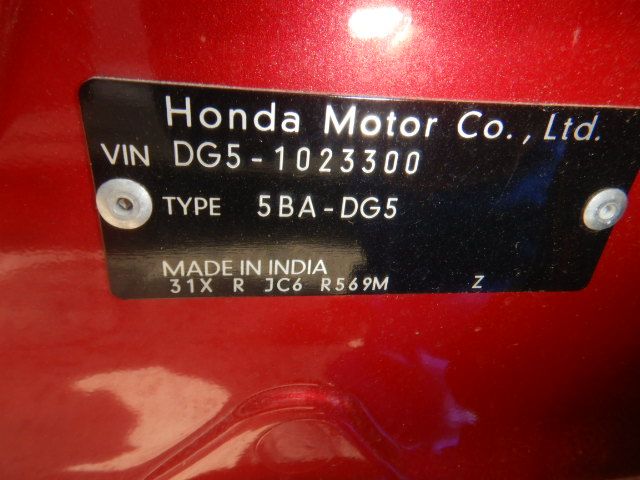 Honda Motor Co., Ltd.
VIN DG5-1023300
TYPE 5BA-DG5
MADE IN INDIA
31X R JC6 R569M Z